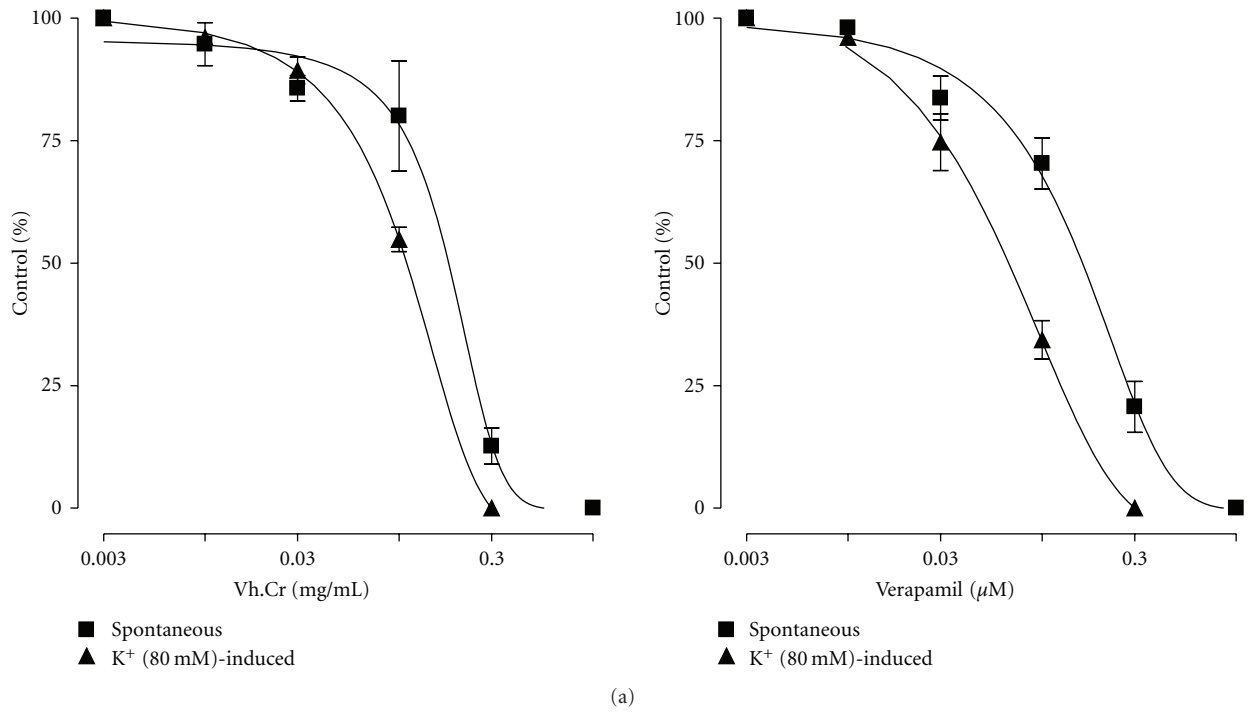 100
75
50
25
0
Control (%)
0.003
0.03
0.3
Vh.Cr (mg/mL)
Spontaneous
K⁺ (80 mM)-induced
100
75
50
25
0
Control (%)
0.003
0.03
0.3
Verapamil (μM)
Spontaneous
K⁺ (80 mM)-induced
(a)